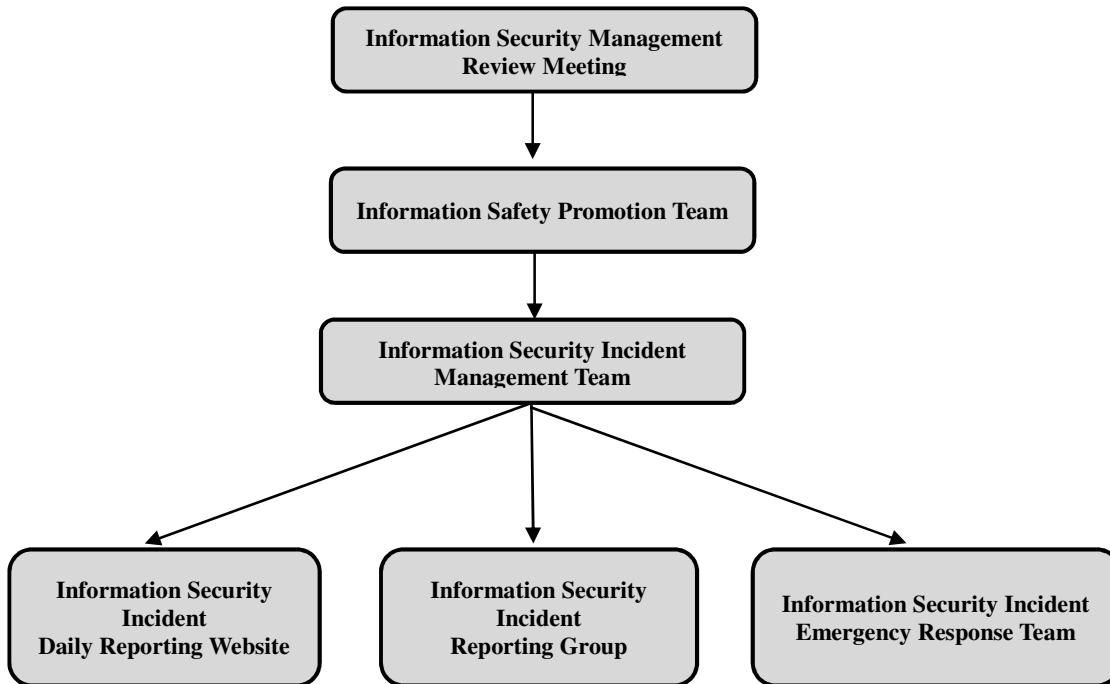 Information Security Management
Review Meeting
Information Safety Promotion Team
Information Security Incident
Management Team
Information Security
Incident
Daily Reporting Website
Information Security
Incident
Reporting Group
Information Security Incident
Emergency Response Team